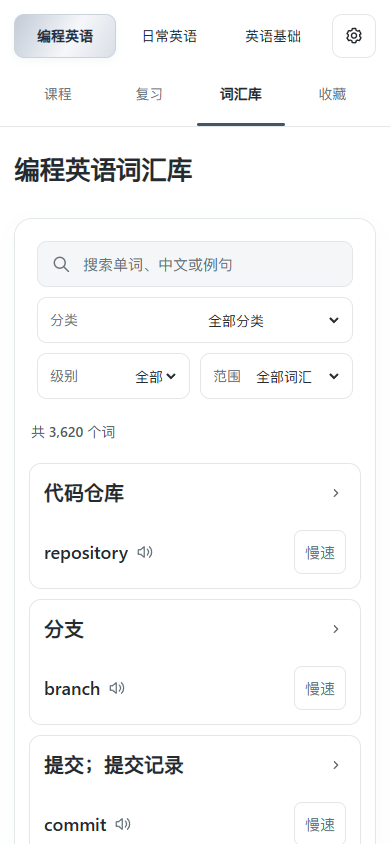 编程英语 日常英语 英语基础
课程 复习 词汇库 收藏
编程英语词汇库
搜索单词、中文或例句
分类 全部分类
级别 全部 范围 全部词汇
共 3,620 个词
代码仓库
repository 慢速
分支
branch 慢速
提交；提交记录
commit 慢速